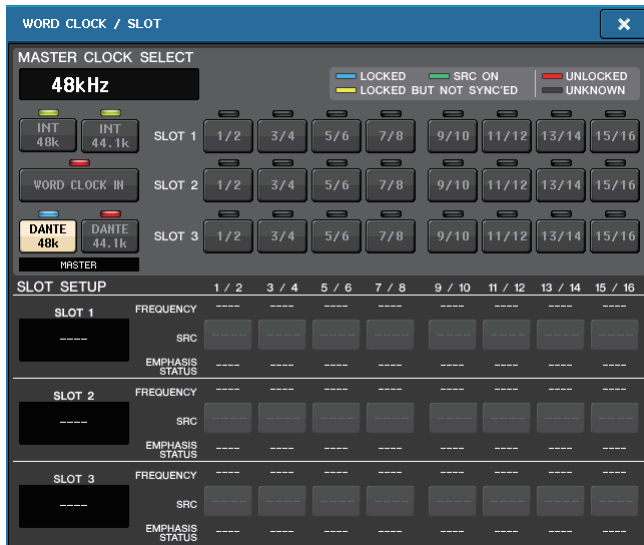 WORD CLOCK / SLOT
MASTER CLOCK SELECT
48kHz
LOCKED SRC ON UNLOCKED
LOCKED BUT NOT SYNC'ED UNKNOWN
INT 48k INT 44.1k SLOT 1 1/2 3/4 5/6 7/8 9/10 11/12 13/14 15/16
WORD CLOCK IN SLOT 2 1/2 3/4 5/6 7/8 9/10 11/12 13/14 15/16
DANTE 48k DANTE 44.1k SLOT 3 1/2 3/4 5/6 7/8 9/10 11/12 13/14 15/16
MASTER
SLOT SETUP 1 / 2 3 / 4 5 / 6 7 / 8 9 / 10 11 / 12 13 / 14 15 / 16
SLOT 1 FREQUENCY ---- ---- ---- ---- ---- ---- ---- ----
---- SRC ---- ---- ---- ---- ---- ---- ---- ----
EMPHASIS STATUS ---- ---- ---- ---- ---- ---- ---- ----
SLOT 2 FREQUENCY ---- ---- ---- ---- ---- ---- ---- ----
---- SRC ---- ---- ---- ---- ---- ---- ---- ----
EMPHASIS STATUS ---- ---- ---- ---- ---- ---- ---- ----
SLOT 3 FREQUENCY ---- ---- ---- ---- ---- ---- ---- ----
---- SRC ---- ---- ---- ---- ---- ---- ---- ----
EMPHASIS STATUS ---- ---- ---- ---- ---- ---- ---- ----